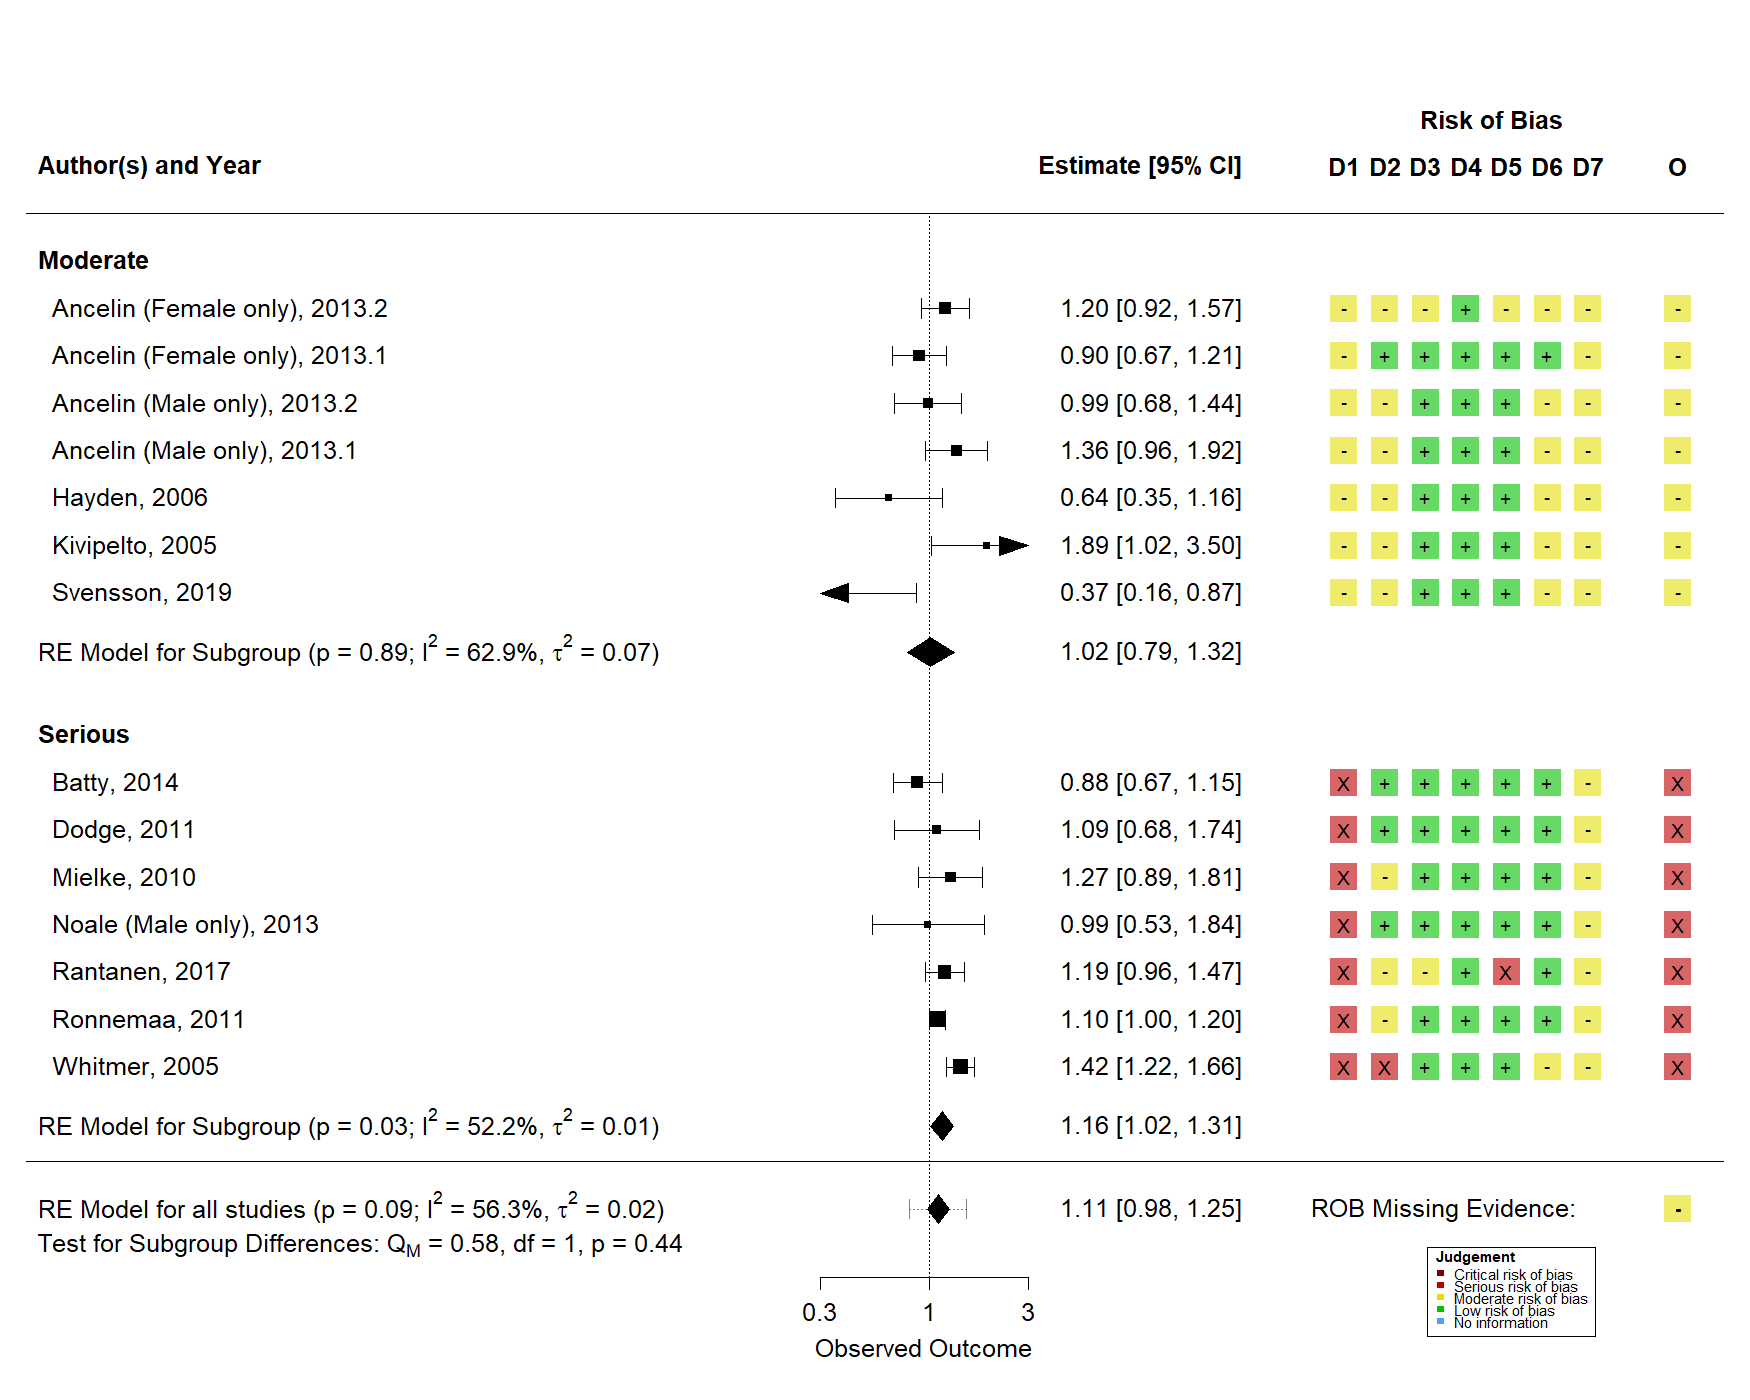 Risk of Bias
Author(s) and Year Estimate [95% CI] D1 D2 D3 D4 D5 D6 D7 O
Moderate
Ancelin (Female only), 2013.2 1.20 [0.92, 1.57] - - - + - - - -
Ancelin (Female only), 2013.1 0.90 [0.67, 1.21] - + + + + + - -
Ancelin (Male only), 2013.2 0.99 [0.68, 1.44] - - + + + - - -
Ancelin (Male only), 2013.1 1.36 [0.96, 1.92] - - + + + - - -
Hayden, 2006 0.64 [0.35, 1.16] - - + + + - - -
Kivipelto, 2005 1.89 [1.02, 3.50] - - + + + - - -
Svensson, 2019 0.37 [0.16, 0.87] - - + + + - - -
RE Model for Subgroup (p = 0.89; I² = 62.9%, τ² = 0.07) 1.02 [0.79, 1.32]
Serious
Batty, 2014 0.88 [0.67, 1.15] X + + + + + - X
Dodge, 2011 1.09 [0.68, 1.74] X + + + + + - X
Mielke, 2010 1.27 [0.89, 1.81] X - + + + + - X
Noale (Male only), 2013 0.99 [0.53, 1.84] X + + + + + - X
Rantanen, 2017 1.19 [0.96, 1.47] X - - + X + - X
Ronnemaa, 2011 1.10 [1.00, 1.20] X - + + + + - X
Whitmer, 2005 1.42 [1.22, 1.66] X X + + + - - X
RE Model for Subgroup (p = 0.03; I² = 52.2%, τ² = 0.01) 1.16 [1.02, 1.31]
RE Model for all studies (p = 0.09; I² = 56.3%, τ² = 0.02) 1.11 [0.98, 1.25] ROB Missing Evidence: -
Test for Subgroup Differences: Q_M = 0.58, df = 1, p = 0.44
Judgement
Critical risk of bias
Serious risk of bias
Moderate risk of bias
Low risk of bias
No information
0.3 1 3
Observed Outcome